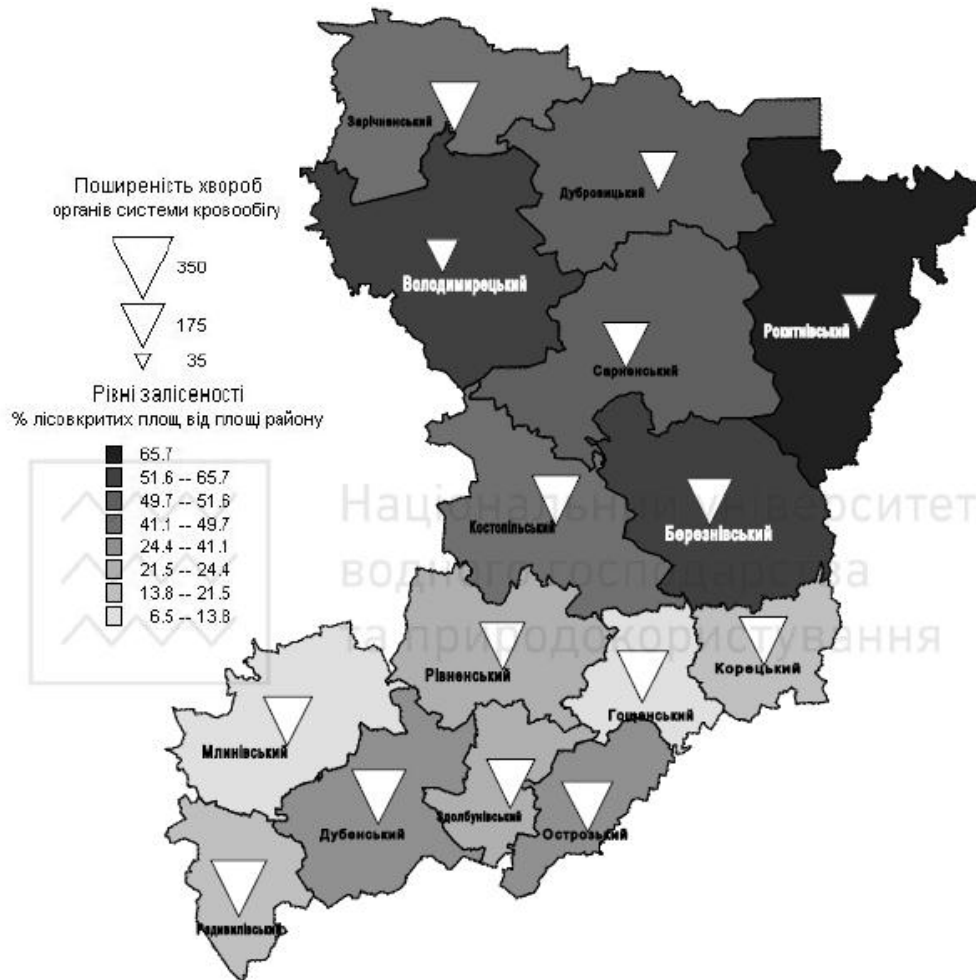 Зарічненський
Дубровицький
Поширеність хвороб
органів системи кровообігу
350
175
35
Володимирецький
Рокитнівський
Сарненський
Рівні залісеності
% лісовкритих площ від площі району
65.7
51.6 -- 65.7
49.7 -- 51.6
41.1 -- 49.7
24.4 -- 41.1
21.5 -- 24.4
13.8 -- 21.5
6.5 -- 13.8
Національний університет
водного господарства
та природокористування
Костопільський
Березнівський
Рівненський
Корецький
Гощанський
Млинівський
Здолбунівський
Дубенський
Острозький
Радивилівський